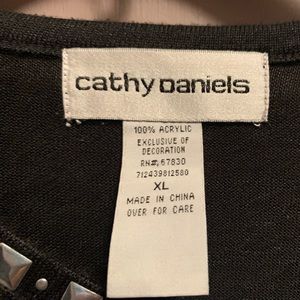 cathy Daniels
100% ACRYLIC
EXCLUSIVE OF
DECORATION
RN#, 67830
712439812580
XL
MADE IN CHINA
OVER FOR CARE